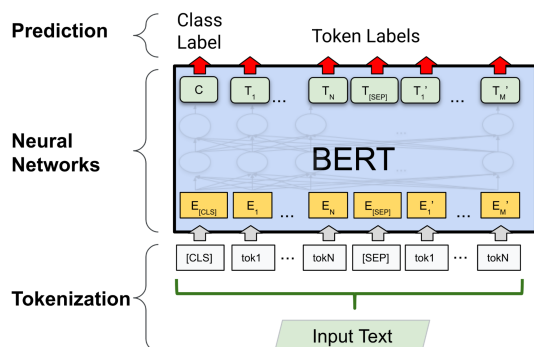 Prediction
Class
Label
Token Labels
Neural
Networks
C T1 ... TN T[SEP] T1' ... TM'
BERT
E[CLS] E1 ... EN E[SEP] E1' ... EM'
Tokenization
[CLS] tok1 ... tokN [SEP] tok1 ... tokN
Input Text